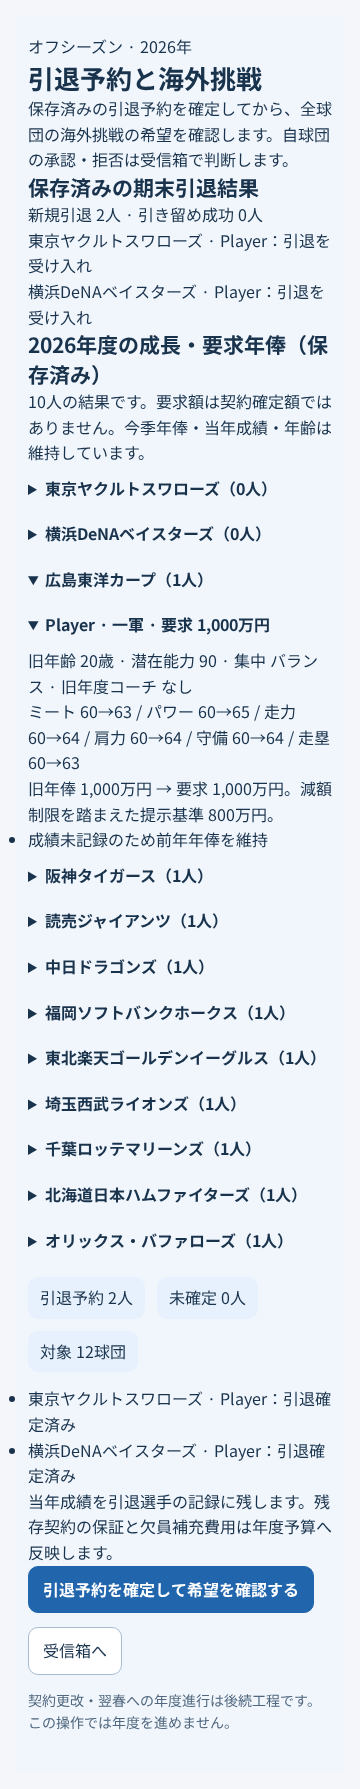 オフシーズン · 2026年
引退予約と海外挑戦
保存済みの引退予約を確定してから、全球
団の海外挑戦の希望を確認します。自球団
の承認・拒否は受信箱で判断します。
保存済みの期末引退結果
新規引退 2人 · 引き留め成功 0人
東京ヤクルトスワローズ · Player：引退を
受け入れ
横浜DeNAベイスターズ · Player：引退を
受け入れ
2026年度の成長・要求年俸（保
存済み）
10人の結果です。要求額は契約確定額では
ありません。今季年俸・当年成績・年齢は
維持しています。
▶ 東京ヤクルトスワローズ（0人）
▶ 横浜DeNAベイスターズ（0人）
▼ 広島東洋カープ（1人）
▼ Player · 一軍 · 要求 1,000万円
旧年齢 20歳 · 潜在能力 90 · 集中 バラン
ス · 旧年度コーチ なし
ミート 60→63 / パワー 60→65 / 走力
60→64 / 肩力 60→64 / 守備 60→64 / 走塁
60→63
旧年俸 1,000万円 → 要求 1,000万円。減額
制限を踏まえた提示基準 800万円。
• 成績未記録のため前年年俸を維持
▶ 阪神タイガース（1人）
▶ 読売ジャイアンツ（1人）
▶ 中日ドラゴンズ（1人）
▶ 福岡ソフトバンクホークス（1人）
▶ 東北楽天ゴールデンイーグルス（1人）
▶ 埼玉西武ライオンズ（1人）
▶ 千葉ロッテマリーンズ（1人）
▶ 北海道日本ハムファイターズ（1人）
▶ オリックス・バファローズ（1人）
引退予約 2人 未確定 0人
対象 12球団
• 東京ヤクルトスワローズ · Player：引退確
定済み
• 横浜DeNAベイスターズ · Player：引退確
定済み
当年成績を引退選手の記録に残します。残
存契約の保証と欠員補充費用は年度予算へ
反映します。
引退予約を確定して希望を確認する
受信箱へ
契約更改・翌春への年度進行は後続工程です。
この操作では年度を進めません。